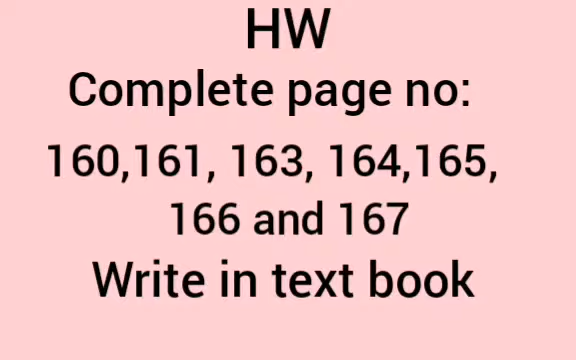 HW
Complete page no:
160,161, 163, 164,165,
166 and 167
Write in text book